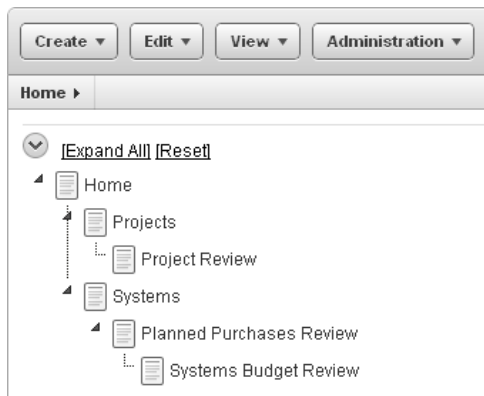 Create Edit View Administration
Home
[Expand All] [Reset]
Home
Projects
Project Review
Systems
Planned Purchases Review
Systems Budget Review